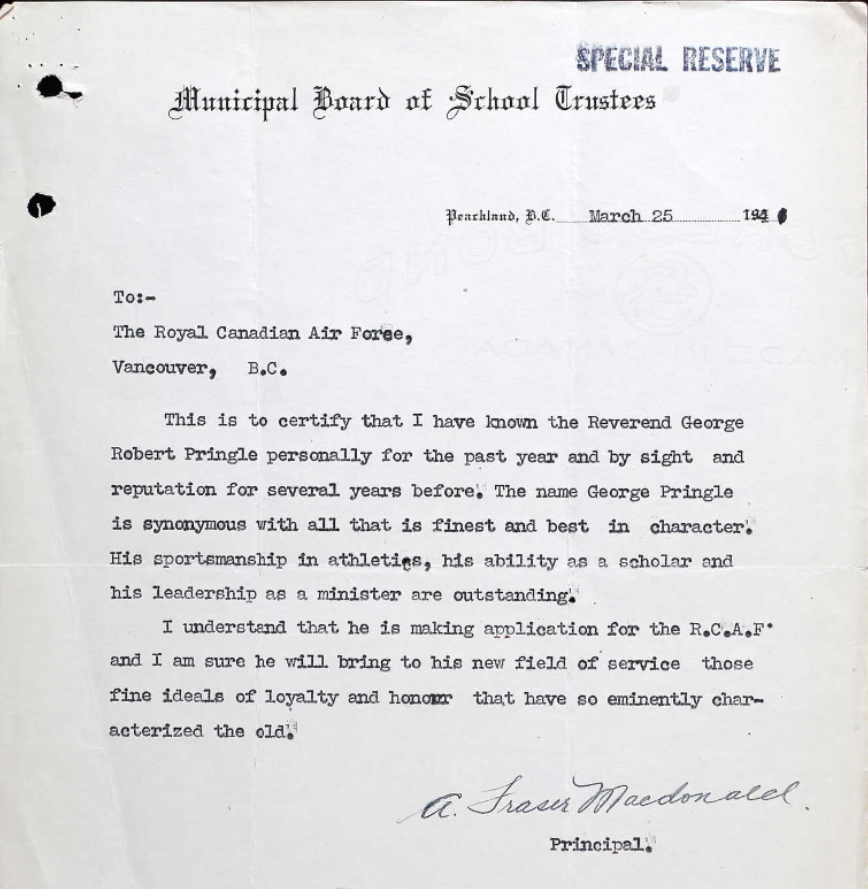 SPECIAL RESERVE
Municipal Board of School Trustees
Peachland, B.C. March 25 194
To:-
The Royal Canadian Air Force,
Vancouver, B.C.
This is to certify that I have known the Reverend George
Robert Pringle personally for the past year and by sight and
reputation for several years before. The name George Pringle
is synonymous with all that is finest and best in character.
His sportsmanship in athletics, his ability as a scholar and
his leadership as a minister are outstanding.
I understand that he is making application for the R.C.A.F.
and I am sure he will bring to his new field of service those
fine ideals of loyalty and honour that have so eminently char-
acterized the old.
A. Fraser Macdonald.
Principal.